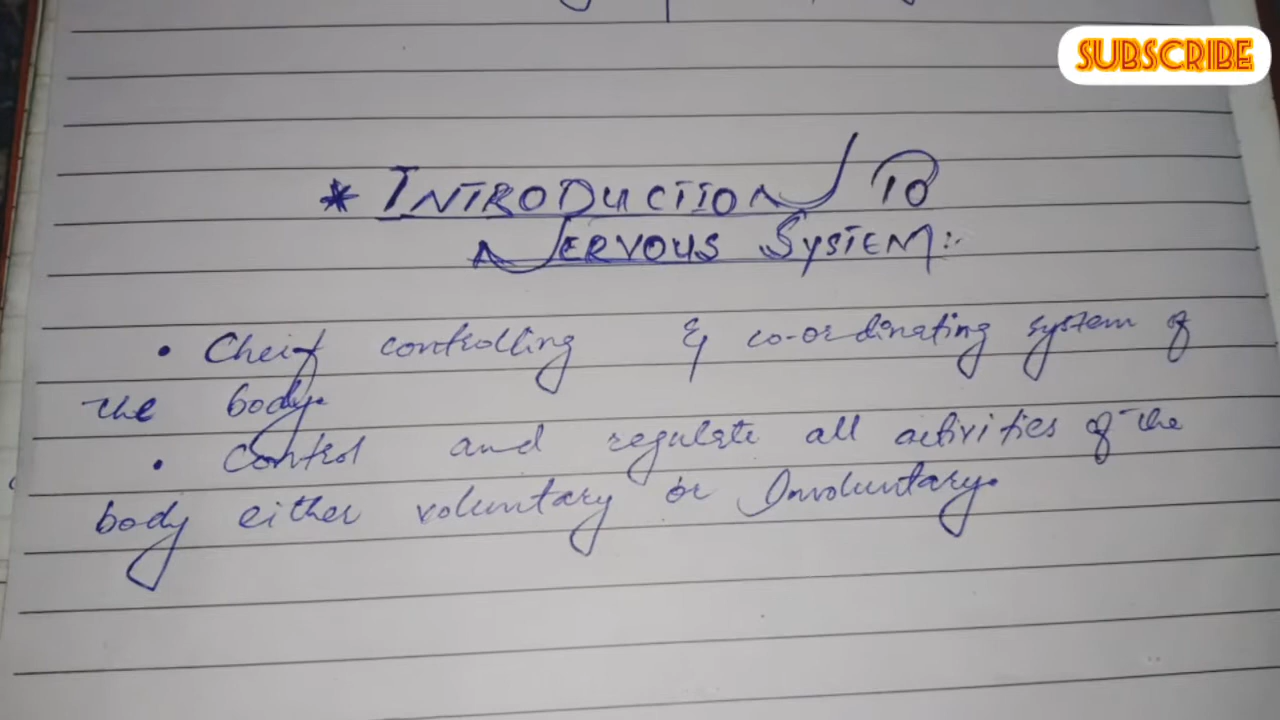 SUBSCRIBE
* INTRODUCTION TO
NERVOUS SYSTEM:-
• Cheif controlling & co-ordinating system of
the body.
• Control and regulate all activities of the
body either voluntary or Involuntary.